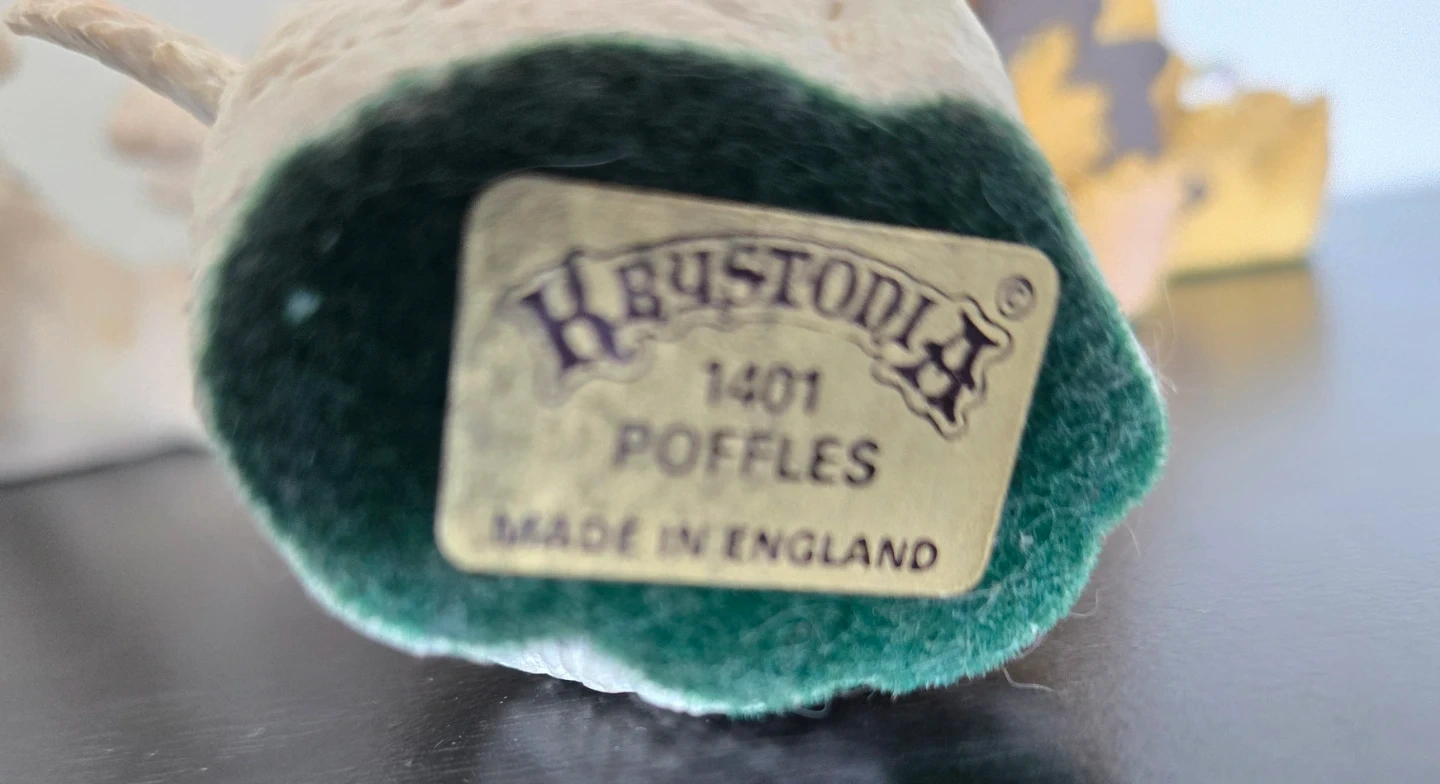 KRYSTONIA ©
1401
POFFLES
MADE IN ENGLAND